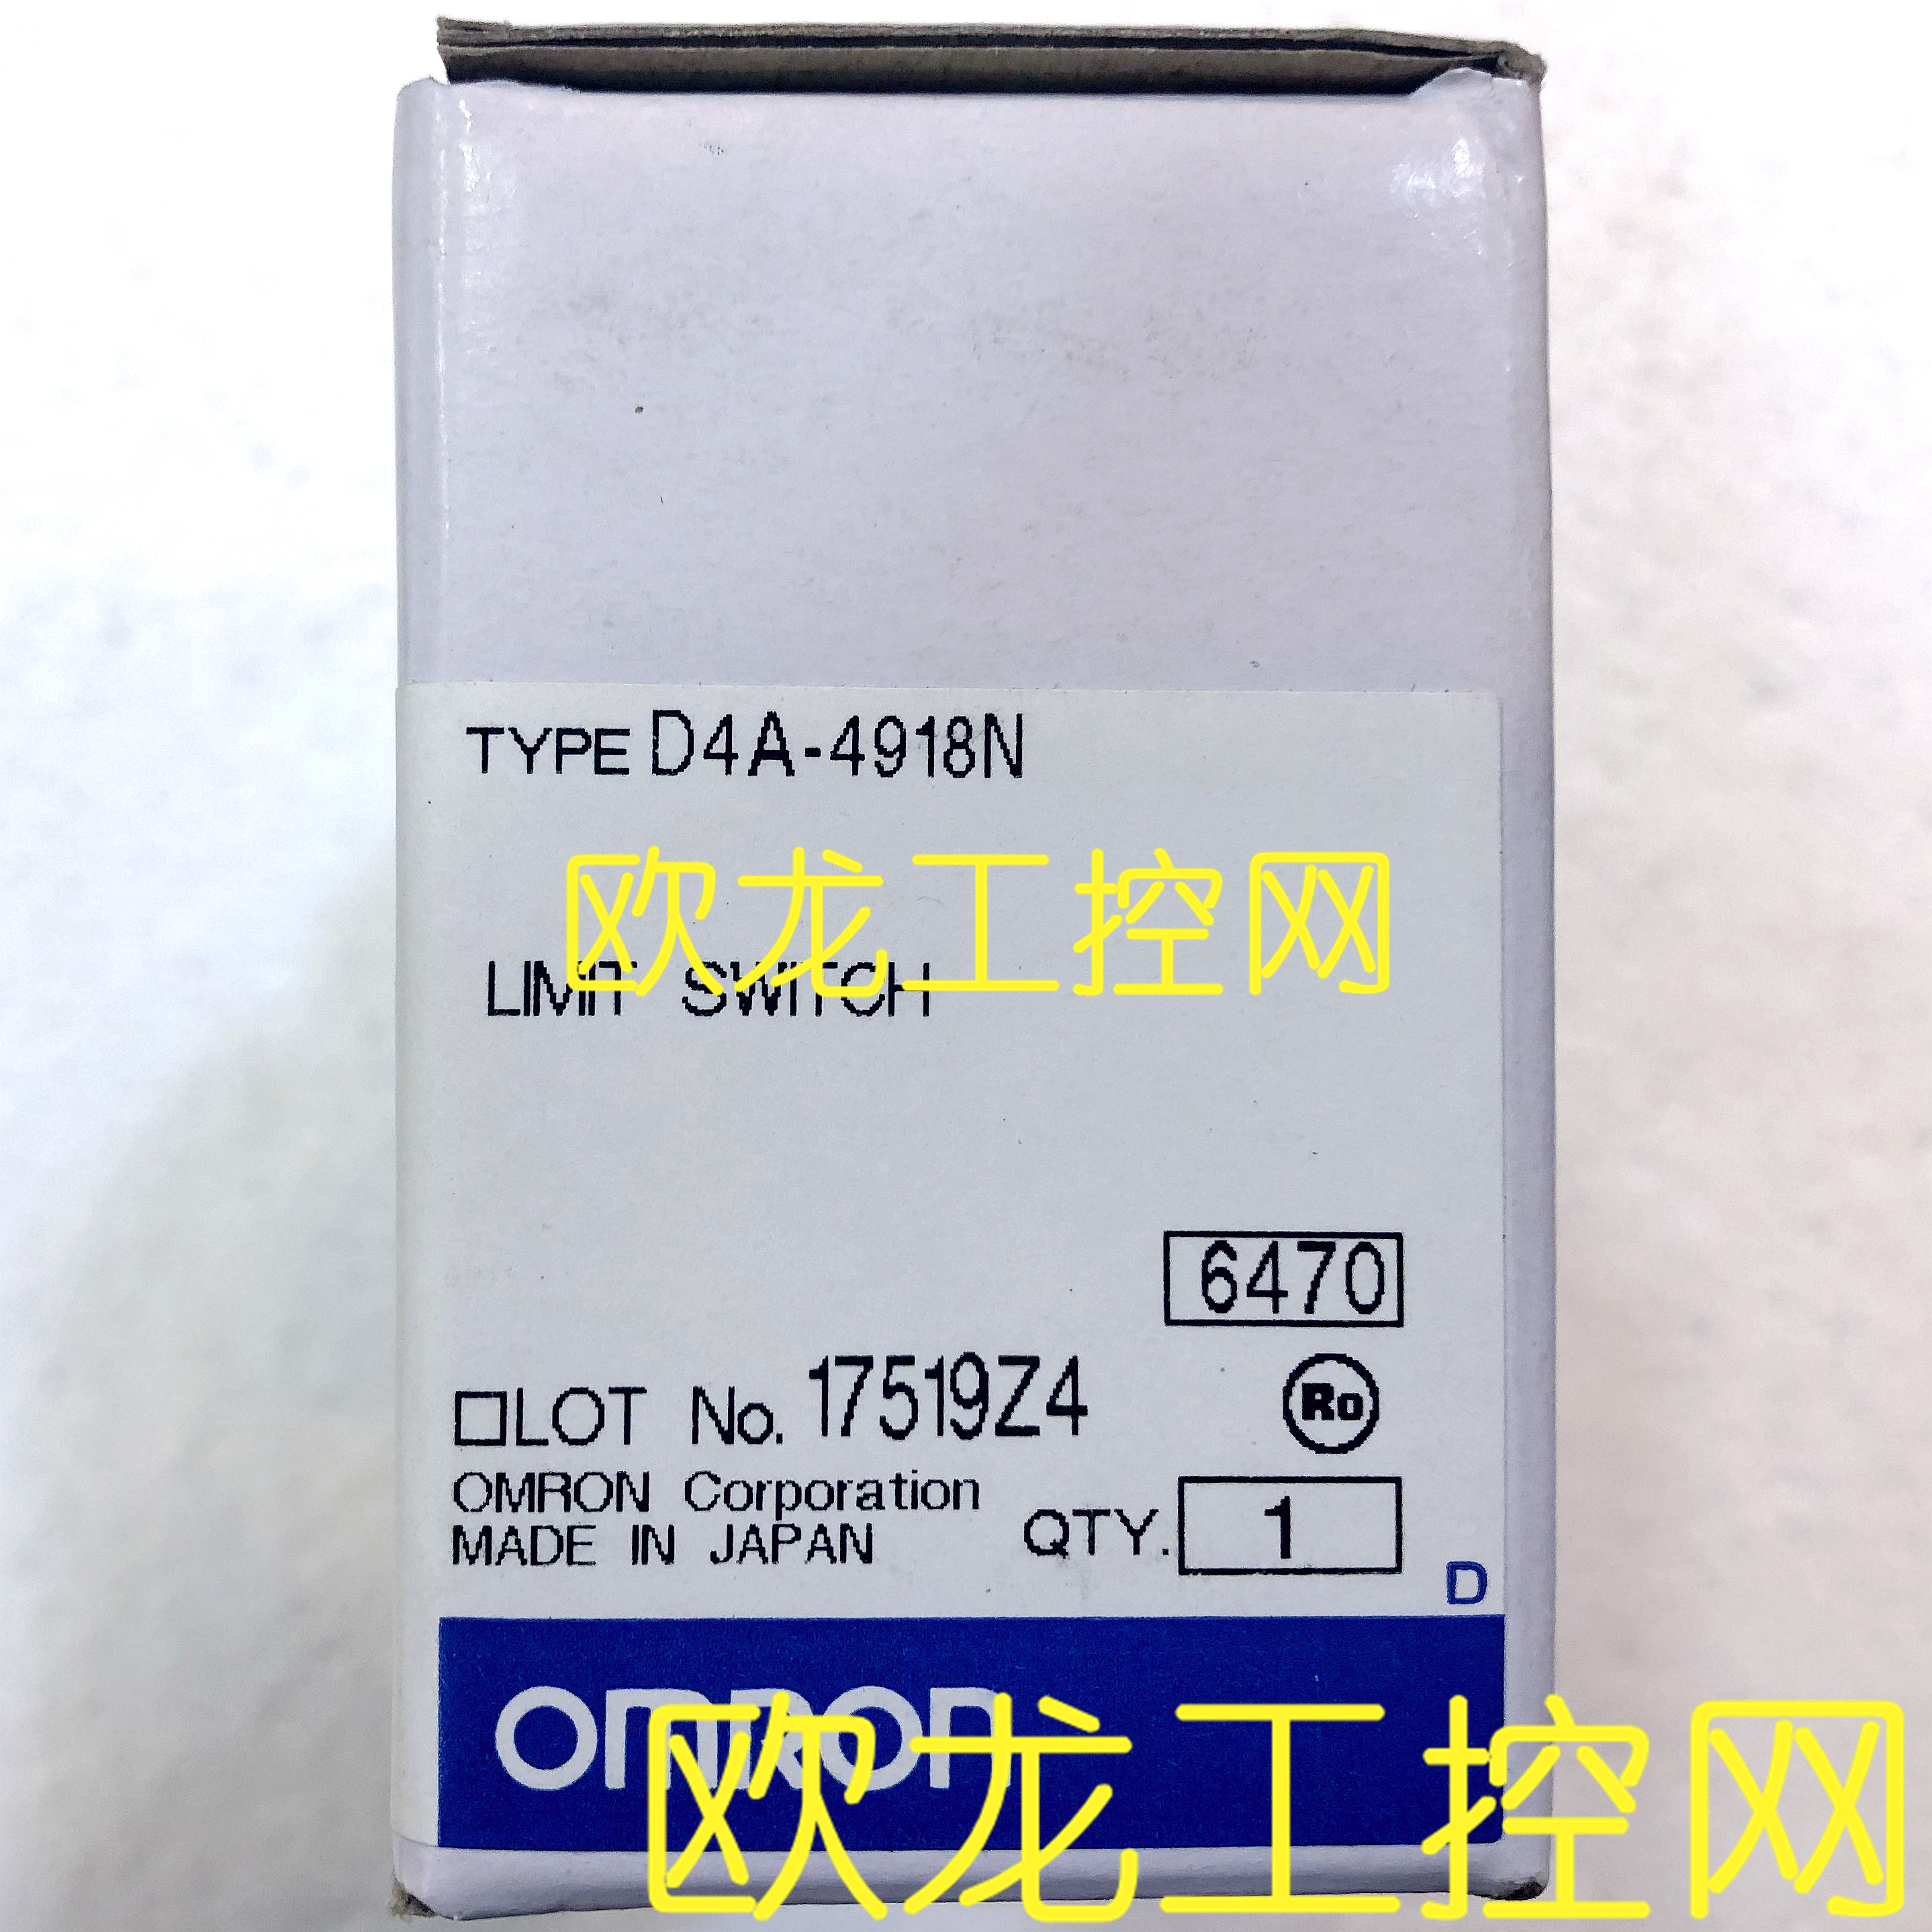 TYPE D4A-4918N
欧龙工控网
LIMIT SWITCH
6470
□LOT No. 17519Z4
Ro
OMRON Corporation
MADE IN JAPAN
QTY. 1
D
OMRON
欧龙工控网